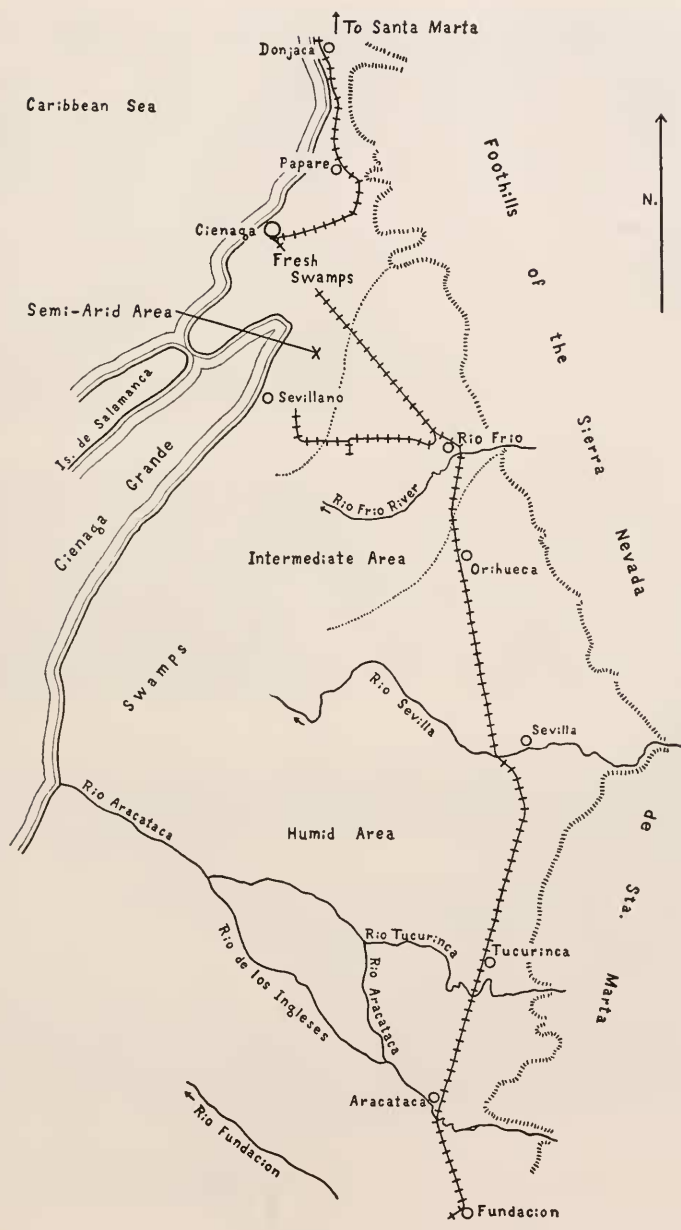 To Santa Marta
Donjaca
Caribbean Sea
Papare
Foothills of the Sierra Nevada de Sta. Marta
N.
Cienaga
Fresh
Swamps
Semi-Arid Area
Is. de Salamanca
Sevillano
Cienaga Grande
Rio Frio
Rio Frio River
Intermediate Area
Orihueca
Swamps
Rio Sevilla
Sevilla
Rio Aracataca
Humid Area
Rio Tucurinca
Tucurinca
Rio de los Ingleses
Rio Aracataca
Aracataca
Rio Fundacion
Fundacion